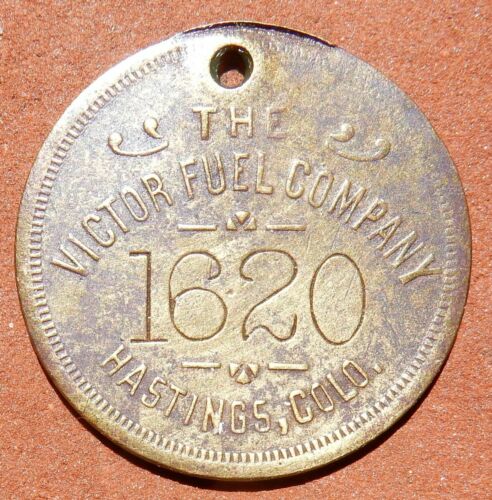 THE
VICTOR FUEL COMPANY
1620
HASTINGS, COLO.